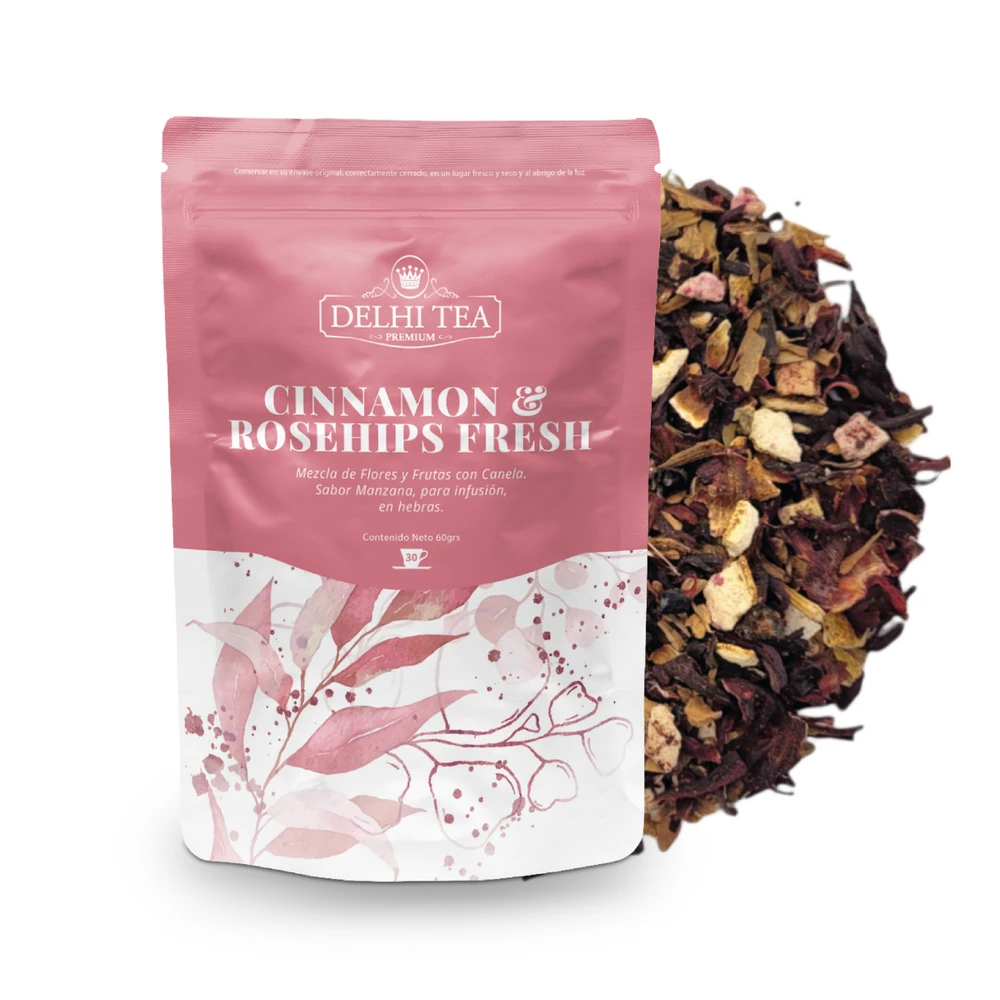 Conservar en su envase original, correctamente cerrado, en un lugar fresco y seco y al abrigo de la luz
DELHI TEA
PREMIUM
CINNAMON &
ROSEHIPS FRESH
Mezcla de Flores y Frutas con Canela.
Sabor Manzana, para infusión,
en hebras.
Contenido Neto 60grs
30